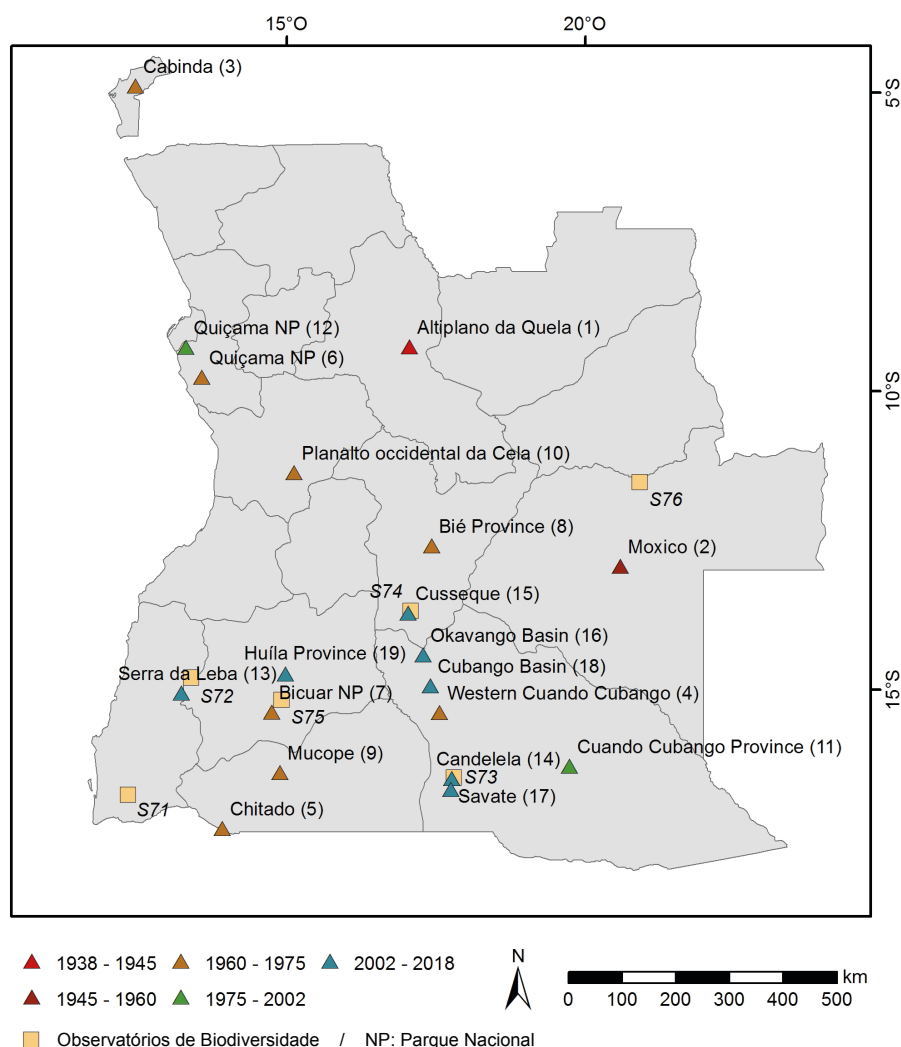 15°O 20°O
Cabinda (3)
5°S
Quiçama NP (12)
Altiplano da Quela (1)
Quiçama NP (6)
10°S
Planalto occidental da Cela (10)
S76
Bié Province (8)
Moxico (2)
S74
Cusseque (15)
Okavango Basin (16)
Huíla Province (19)
Cubango Basin (18)
Serra da Leba (13)
S72
Bicuar NP (7)
Western Cuando Cubango (4)
15°S
S75
Mucope (9)
Candelela (14)
Cuando Cubango Province (11)
S73
Savate (17)
S71
Chitado (5)
1938 - 1945 1960 - 1975 2002 - 2018
1945 - 1960 1975 - 2002
N
km
0 100 200 300 400 500
Observatórios de Biodiversidade / NP: Parque Nacional